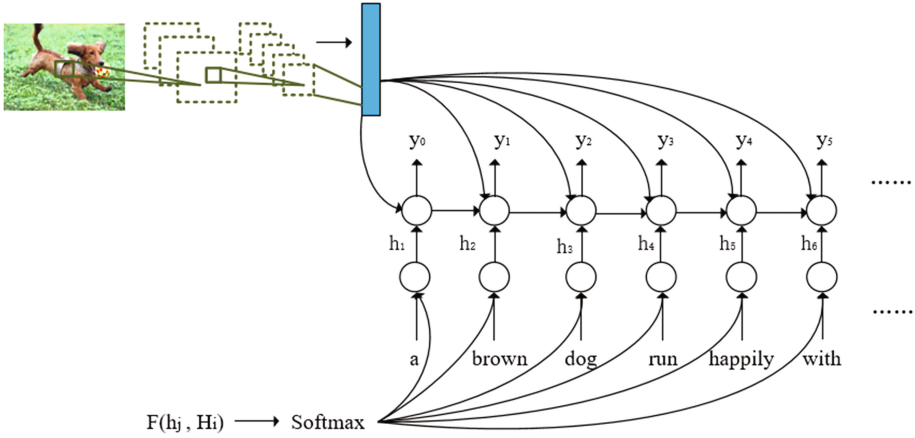 y₀ y₁ y₂ y₃ y₄ y₅
......
h₁ h₂ h₃ h₄ h₅ h₆
......
a brown dog run happily with
F(hj , Hi) Softmax